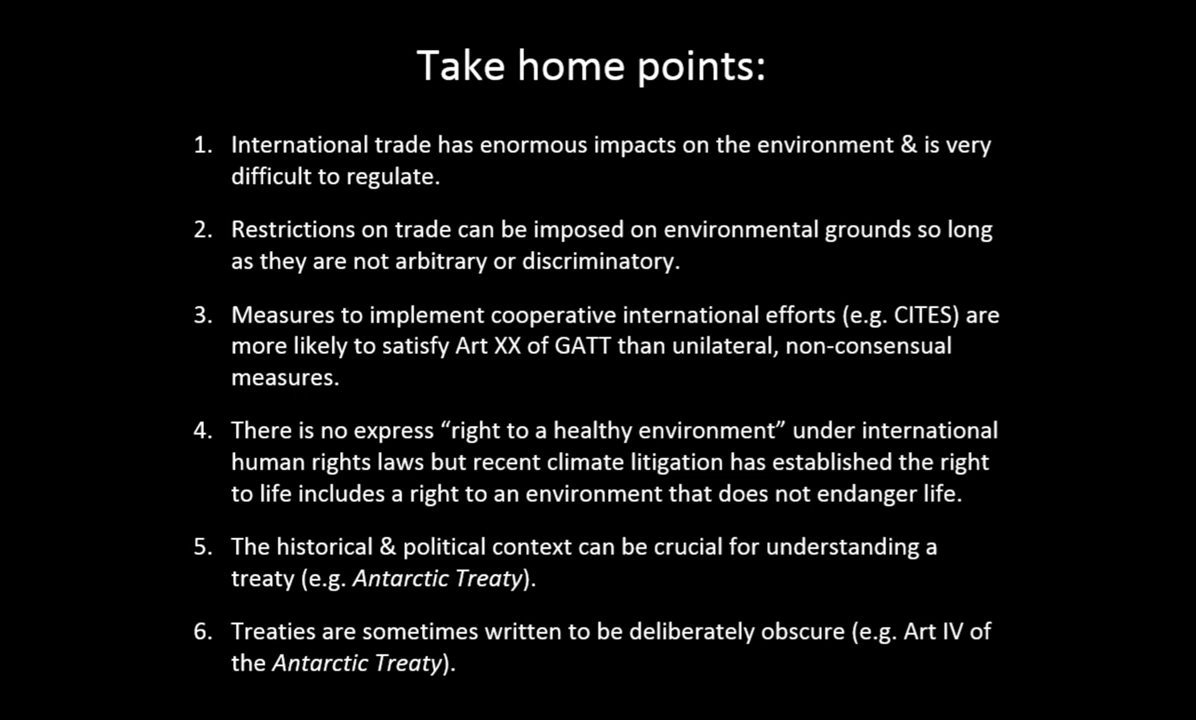 Take home points:
1. International trade has enormous impacts on the environment & is very
difficult to regulate.
2. Restrictions on trade can be imposed on environmental grounds so long
as they are not arbitrary or discriminatory.
3. Measures to implement cooperative international efforts (e.g. CITES) are
more likely to satisfy Art XX of GATT than unilateral, non-consensual
measures.
4. There is no express “right to a healthy environment” under international
human rights laws but recent climate litigation has established the right
to life includes a right to an environment that does not endanger life.
5. The historical & political context can be crucial for understanding a
treaty (e.g. Antarctic Treaty).
6. Treaties are sometimes written to be deliberately obscure (e.g. Art IV of
the Antarctic Treaty).